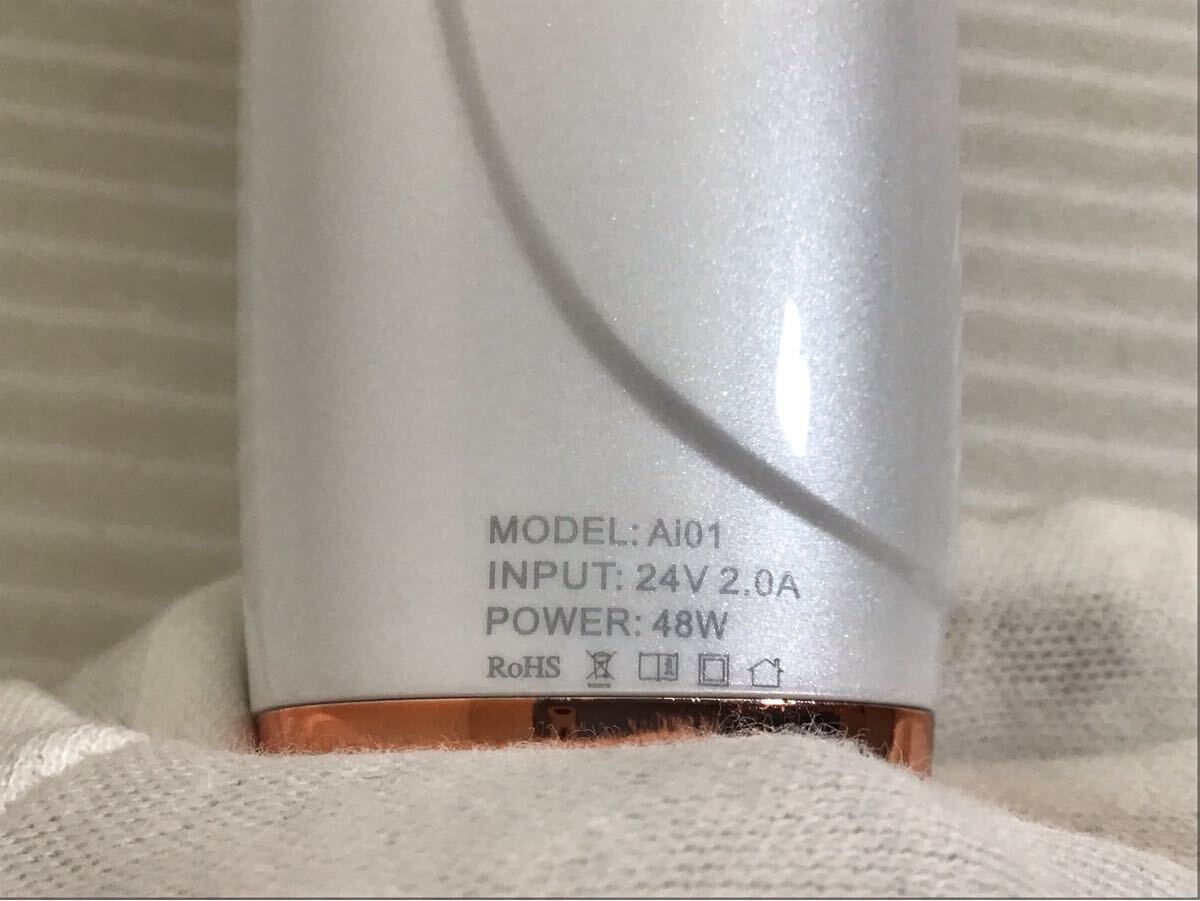 MODEL: Ai01
INPUT: 24V 2.0A
POWER: 48W
RoHS